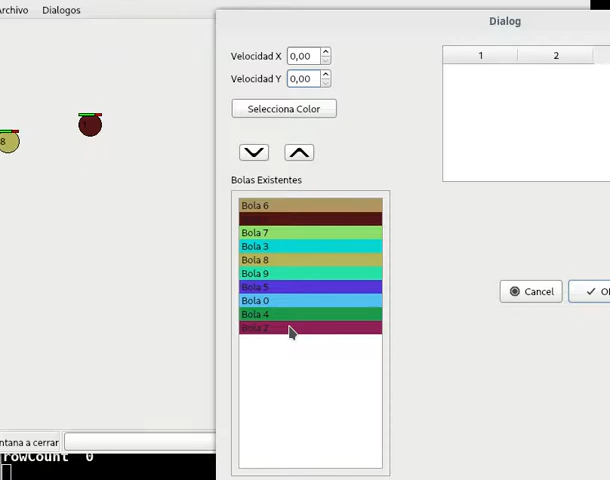 rchivo Dialogos
Dialog
Velocidad X 0,00
Velocidad Y 0,00
1 2
Selecciona Color
8
Bolas Existentes
Bola 6
Bola 7
Bola 3
Bola 8
Bola 9
Bola 5
Bola 0
Bola 4
Bola 2
Cancel
ntana a cerrar
rowCount 0